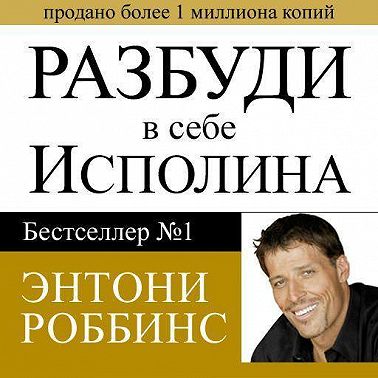 продано более 1 миллиона копий
РАЗБУДИ
в себе
ИСПОЛИНА
Бестселлер №1
ЭНТОНИ
РОББИНС